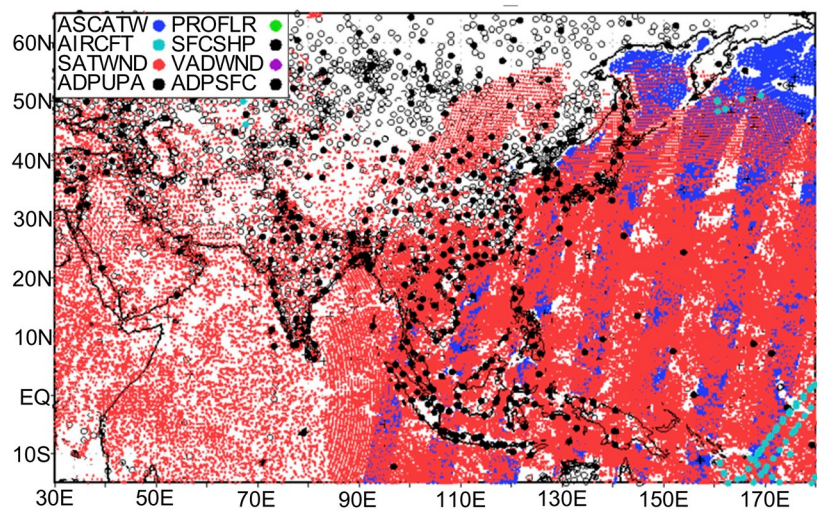 ASCATW PROFLR
AIRCFT SFCSHP
SATWND VADWND
ADPUPA ADPSFC
60N
50N
40N
30N
20N
10N
EQ
10S
30E 50E 70E 90E 110E 130E 150E 170E